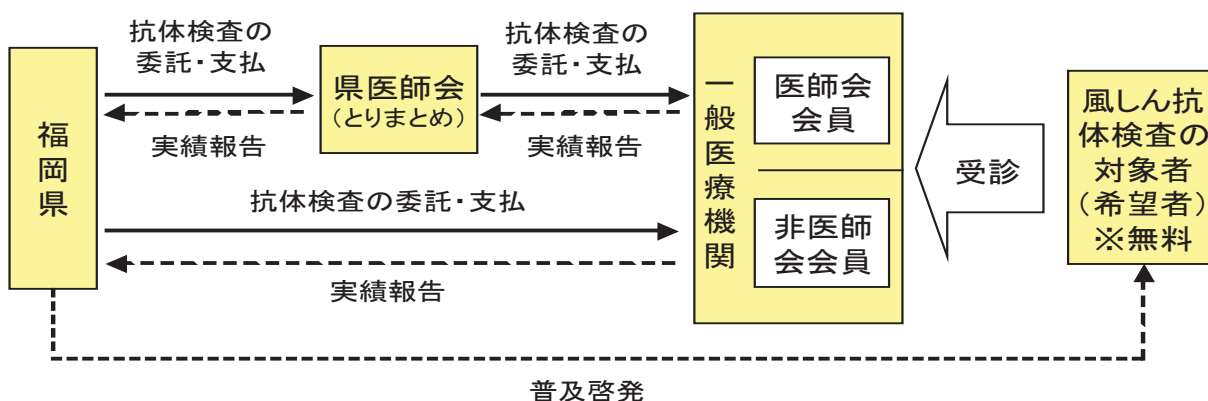 抗体検査の
委託・支払
抗体検査の
委託・支払
福岡県
県医師会
(とりまとめ)
実績報告
実績報告
抗体検査の委託・支払
実績報告
一般医療機関
医師会
会員
非医師
会会員
受診
風しん抗
体検査の
対象者
(希望者)
※無料
普及啓発